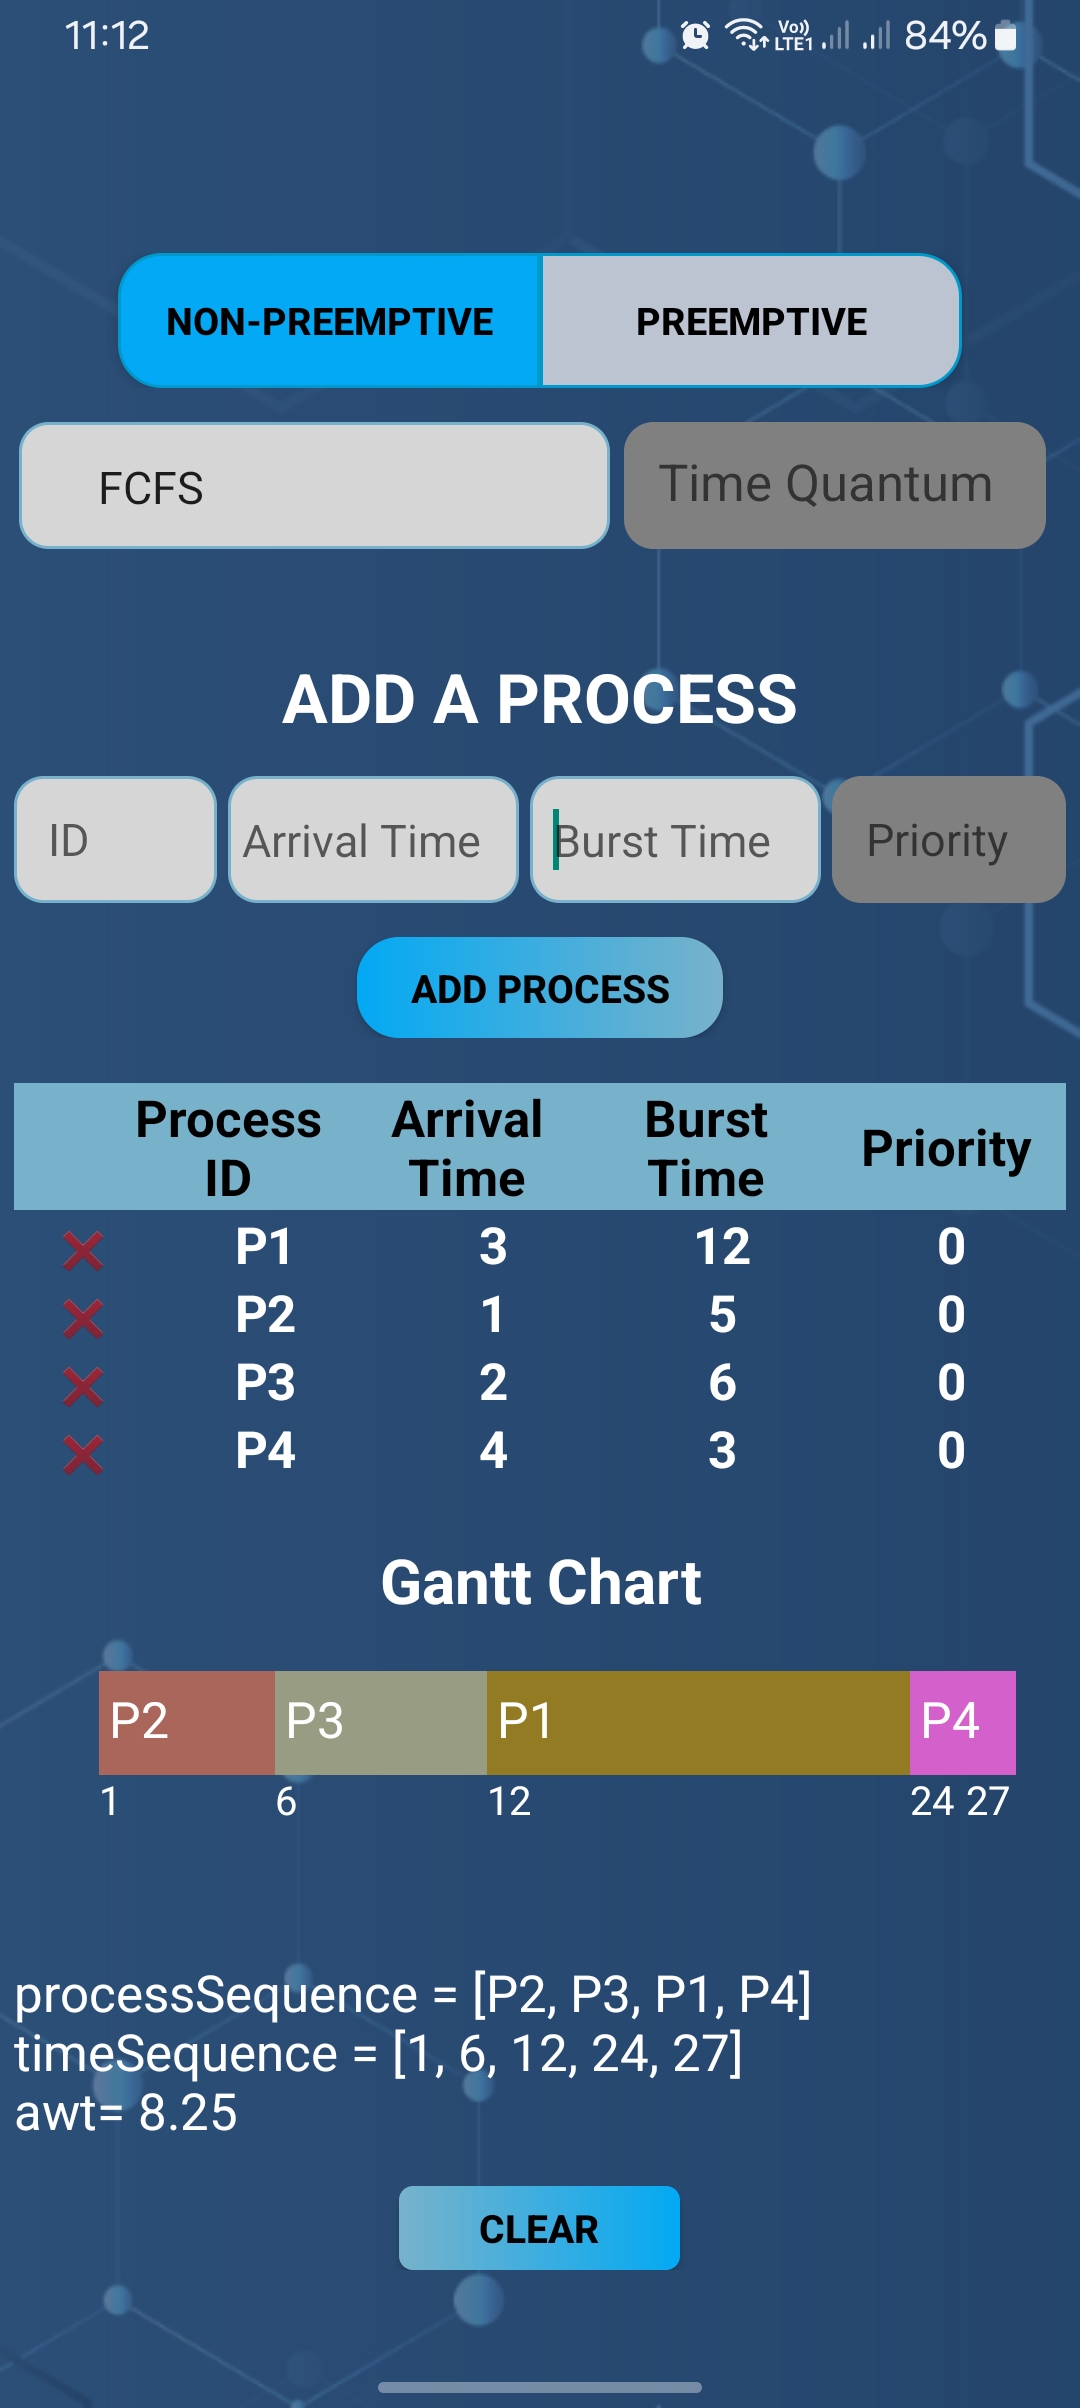 11:12 Vo)) LTE1 84%
NON-PREEMPTIVE PREEMPTIVE
FCFS Time Quantum
ADD A PROCESS
ID Arrival Time Burst Time Priority
ADD PROCESS
Process ID Arrival Time Burst Time Priority
P1 3 12 0
P2 1 5 0
P3 2 6 0
P4 4 3 0
Gantt Chart
P2 P3 P1 P4
1 6 12 24 27
processSequence = [P2, P3, P1, P4]
timeSequence = [1, 6, 12, 24, 27]
awt= 8.25
CLEAR